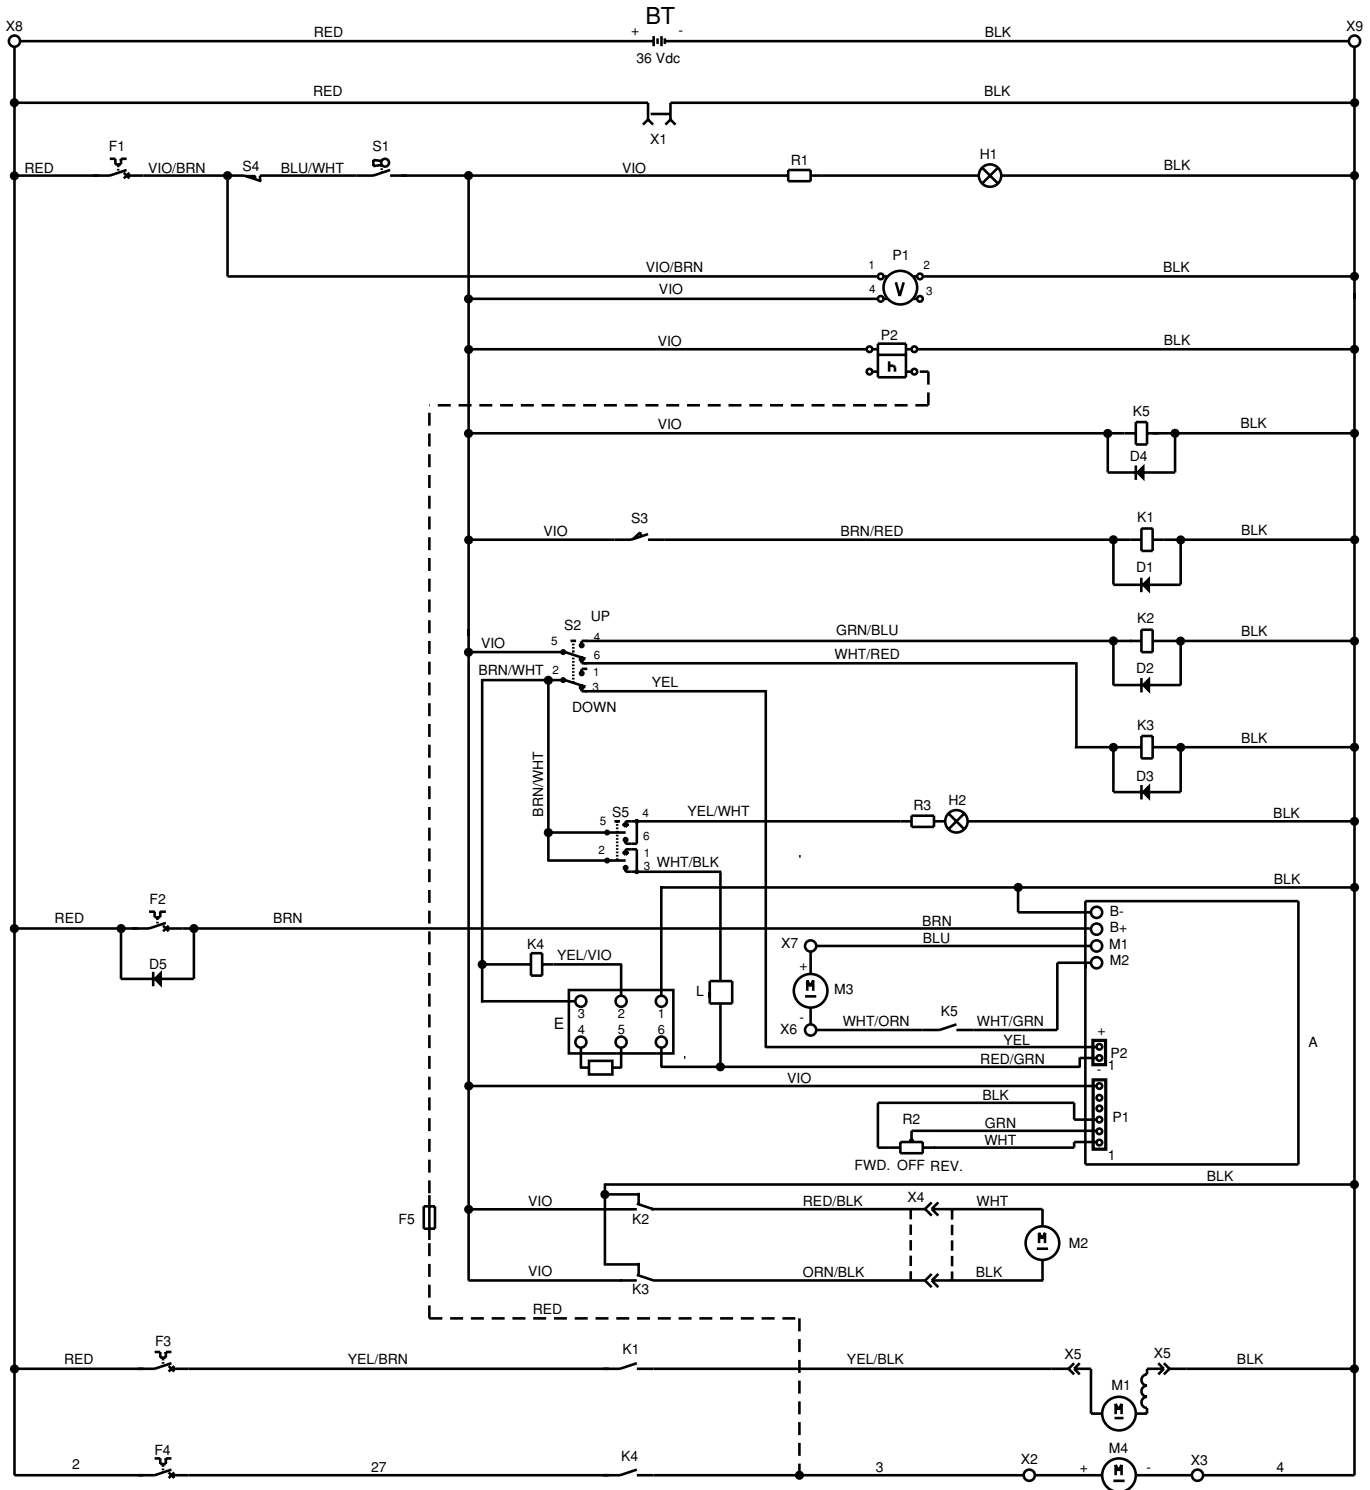 BT
X8 RED + - BLK X9
36 Vdc
RED BLK
X1
F1 S4 S1 R1 H1
RED VIO/BRN BLU/WHT VIO BLK
P1
VIO/BRN 1 2 BLK
VIO 4 V 3
P2
VIO BLK
h
K5
VIO BLK
D4
S3 K1
VIO BRN/RED BLK
D1
UP
S2 K2
VIO 5 4 GRN/BLU BLK
6 WHT/RED
BRN/WHT 2 1 D2
3 YEL
DOWN
K3
BLK
BRN/WHT
D3
S5 R3 H2
5 4 YEL/WHT BLK
6
2 1
3 WHT/BLK
BLK
F2
RED BRN BRN B-
B+
BLU M1
M2
D5
K4 YEL/VIO X7
+
L M M3
-
E 3 2 1
4 5 6
X6 WHT/ORN K5 WHT/GRN
YEL + P2
RED/GRN 1
-
A
VIO
BLK P1
R2 GRN
WHT 1
FWD. OFF REV.
BLK
VIO K2 RED/BLK X4 WHT
F5
M M2
VIO K3 ORN/BLK BLK
RED
F3 K1 X5 X5
RED YEL/BRN YEL/BLK BLK
M1
M
F4 K4 X2 M4 X3
2 27 3 + M - 4